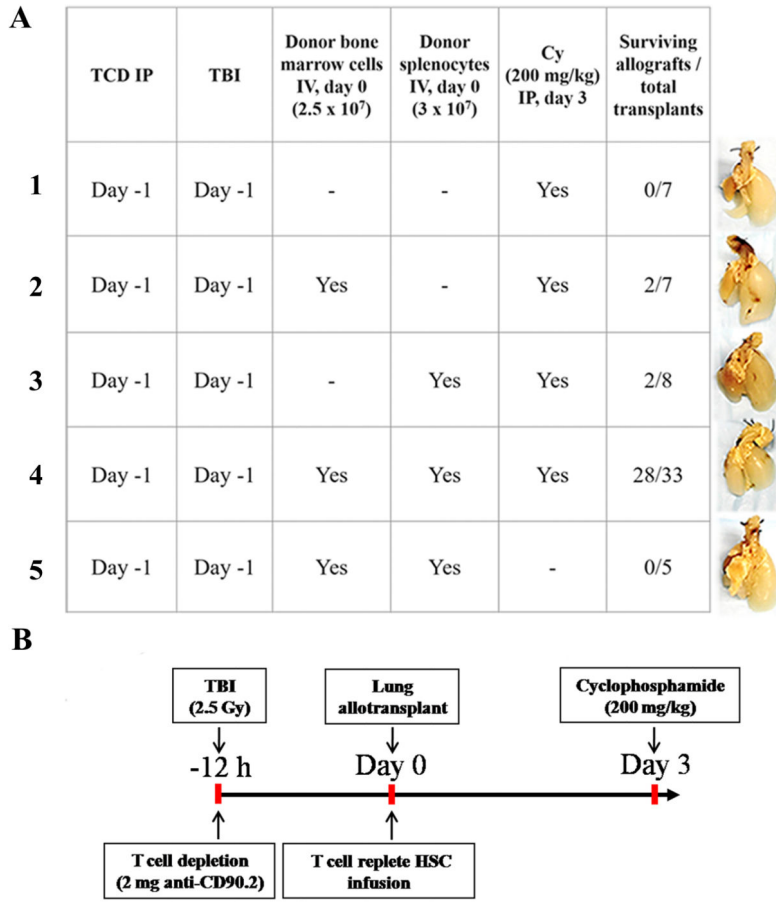 A
TCD IP
TBI
Donor bone
marrow cells
IV, day 0
(2.5 x 10⁷)
Donor
splenocytes
IV, day 0
(3 x 10⁷)
Cy
(200 mg/kg)
IP, day 3
Surviving
allografts /
total
transplants
1
Day -1
Day -1
-
-
Yes
0/7
2
Day -1
Day -1
Yes
-
Yes
2/7
3
Day -1
Day -1
-
Yes
Yes
2/8
4
Day -1
Day -1
Yes
Yes
Yes
28/33
5
Day -1
Day -1
Yes
Yes
-
0/5
B
TBI
(2.5 Gy)
Lung
allotransplant
Cyclophosphamide
(200 mg/kg)
-12 h
Day 0
Day 3
T cell depletion
(2 mg anti-CD90.2)
T cell replete HSC
infusion